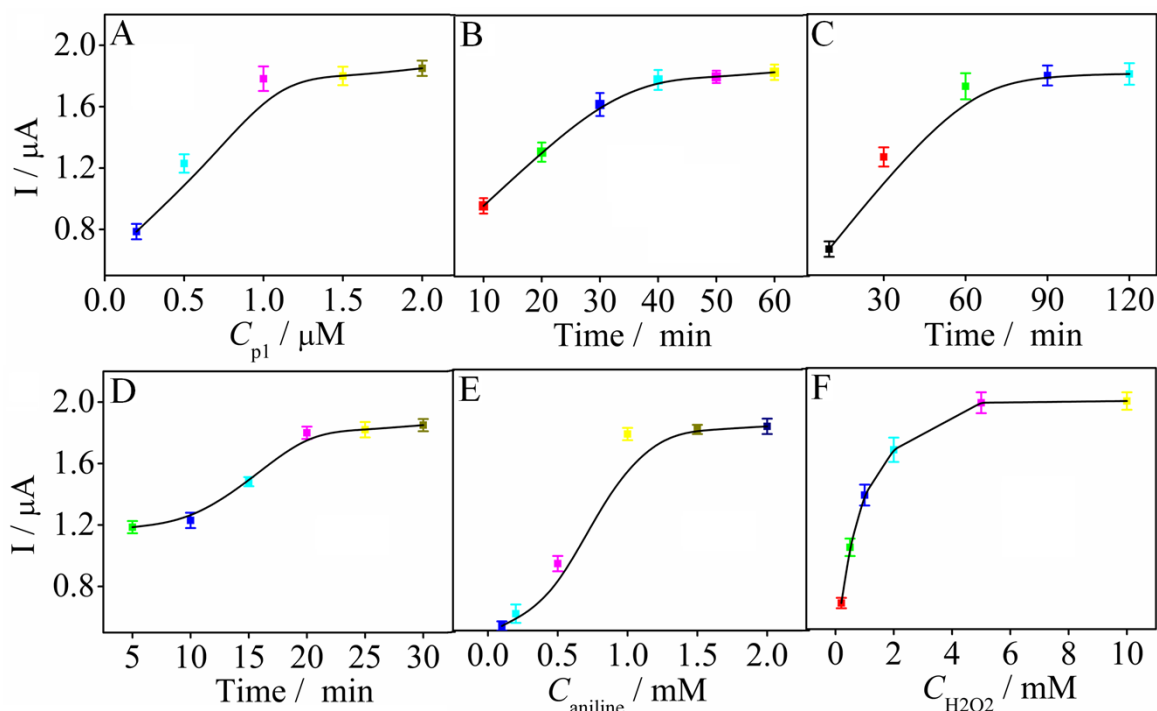 A
B
C
I / μA
2.0
1.6
1.2
0.8
0.0 0.5 1.0 1.5 2.0
10 20 30 40 50 60
30 60 90 120
Cp1 / μM
Time / min
Time / min
D
E
F
I / μA
2.0
1.6
1.2
0.8
5 10 15 20 25 30
0.0 0.5 1.0 1.5 2.0
0 2 4 6 8 10
Time / min
Caniline / mM
CH2O2 / mM